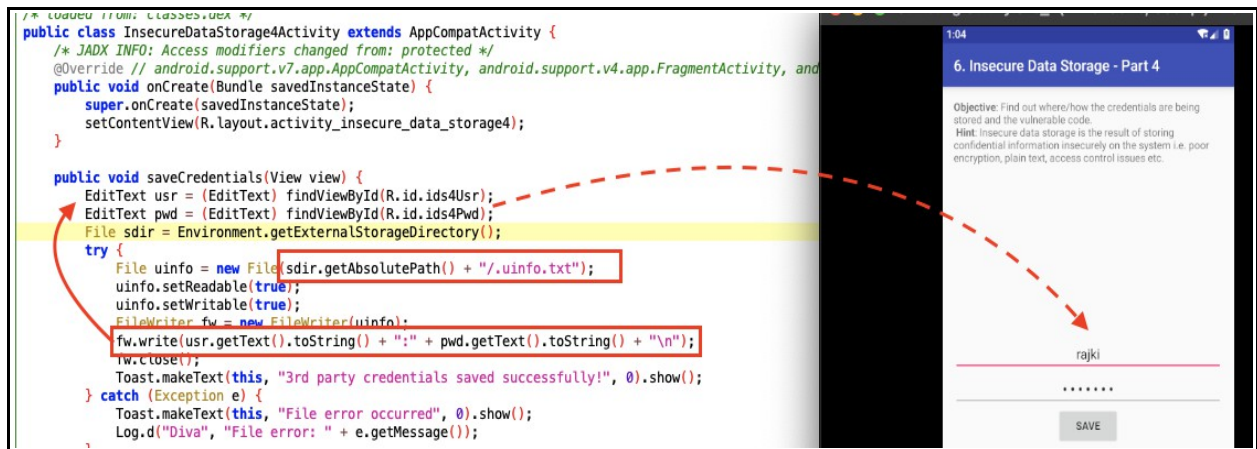 /* loaded from: classes.dex */
public class InsecureDataStorage4Activity extends AppCompatActivity {
/* JADX INFO: Access modifiers changed from: protected */
@Override // android.support.v7.app.AppCompatActivity, android.support.v4.app.FragmentActivity, and
public void onCreate(Bundle savedInstanceState) {
super.onCreate(savedInstanceState);
setContentView(R.layout.activity_insecure_data_storage4);
}
public void saveCredentials(View view) {
EditText usr = (EditText) findViewById(R.id.ids4Usr);
EditText pwd = (EditText) findViewById(R.id.ids4Pwd);
File sdir = Environment.getExternalStorageDirectory();
try {
File uinfo = new File(sdir.getAbsolutePath() + "/.uinfo.txt");
uinfo.setReadable(true);
uinfo.setWritable(true);
FileWriter fw = new FileWriter(uinfo);
fw.write(usr.getText().toString() + ":" + pwd.getText().toString() + "\n");
fw.close();
Toast.makeText(this, "3rd party credentials saved successfully!", 0).show();
} catch (Exception e) {
Toast.makeText(this, "File error occurred", 0).show();
Log.d("Diva", "File error: " + e.getMessage());
}
1:04
6. Insecure Data Storage - Part 4
Objective: Find out where/how the credentials are being
stored and the vulnerable code.
Hint: Insecure data storage is the result of storing
confidential information insecurely on the system i.e. poor
encryption, plain text, access control issues etc.
rajki
•••••••
SAVE